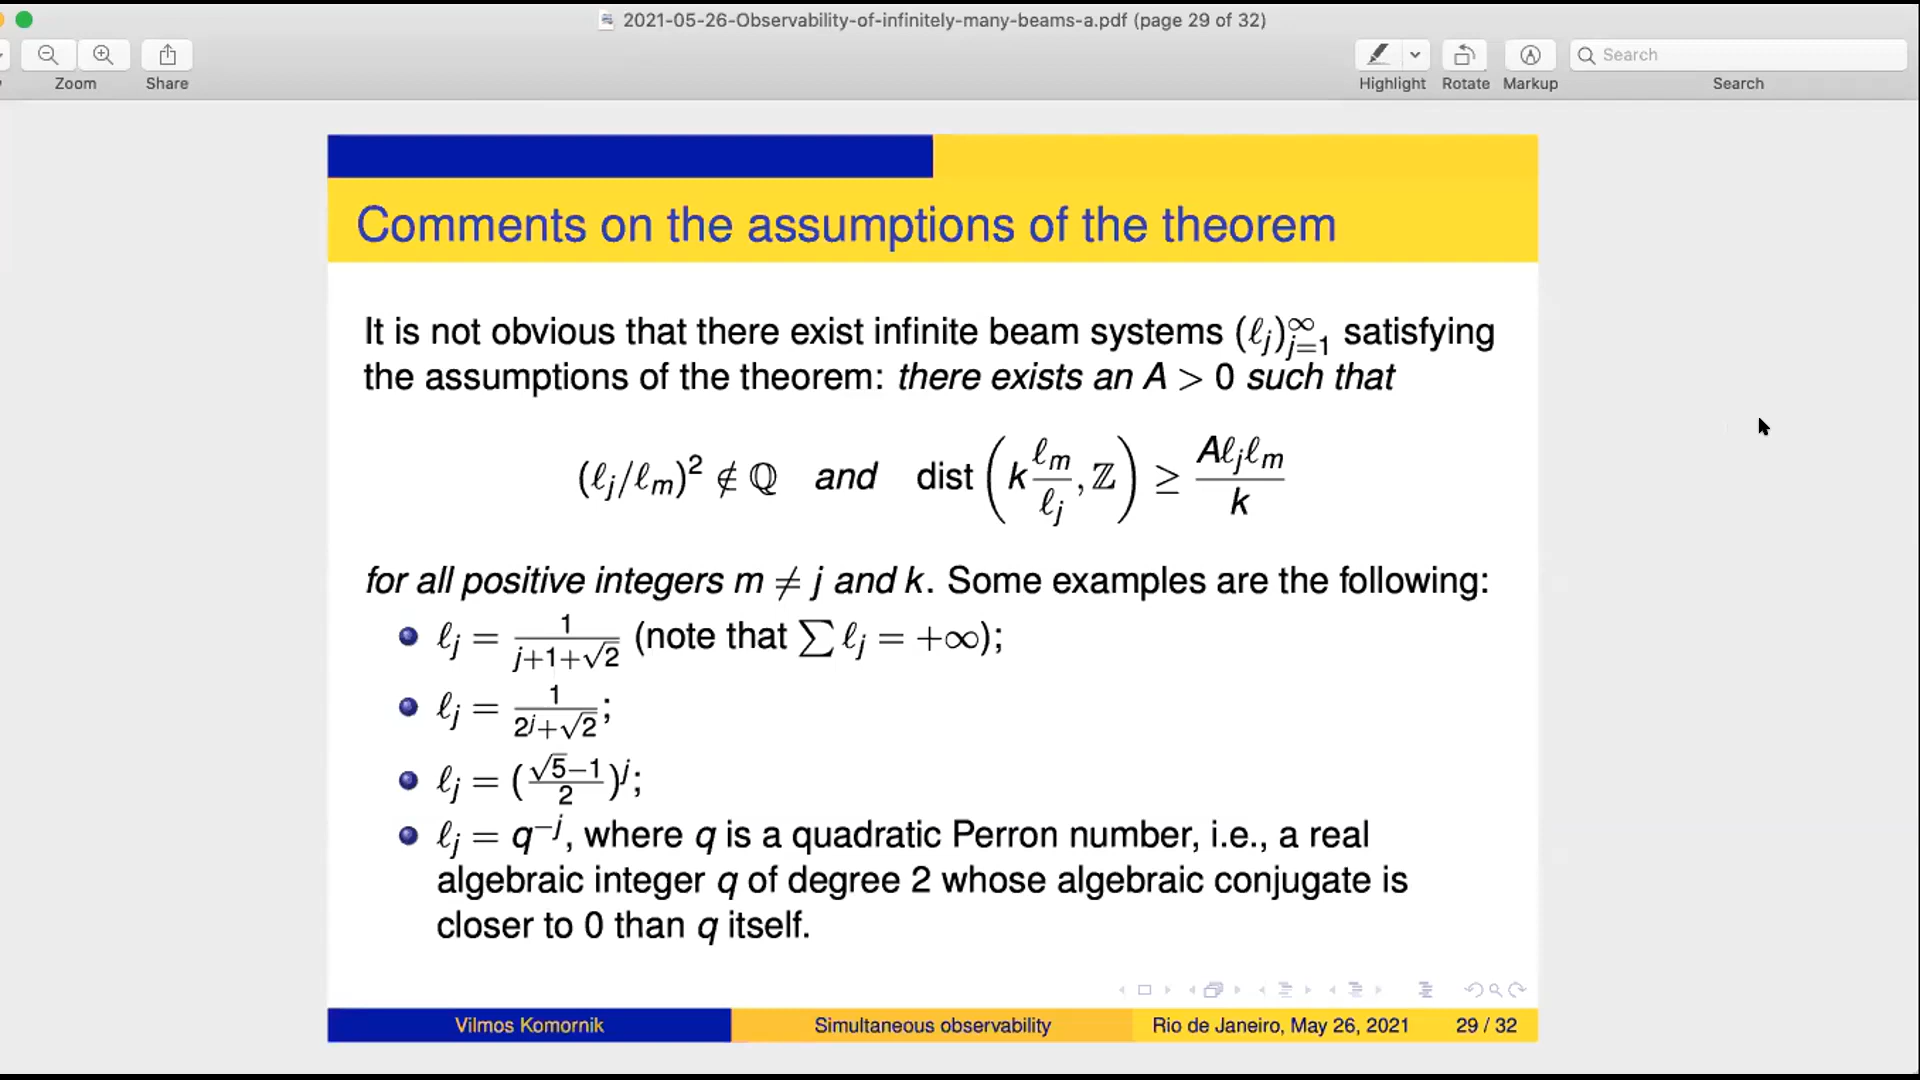 2021-05-26-Observability-of-infinitely-many-beams-a.pdf (page 29 of 32)
Zoom Share Highlight Rotate Markup Search Search
Comments on the assumptions of the theorem
It is not obvious that there exist infinite beam systems (ℓ_j)_{j=1}^∞ satisfying
the assumptions of the theorem: there exists an A > 0 such that
(ℓ_j/ℓ_m)^2 ∉ ℚ and dist (k ℓ_m/ℓ_j, ℤ) ≥ Aℓ_jℓ_m/k
for all positive integers m ≠ j and k. Some examples are the following:
ℓ_j = 1/(j+1+√2) (note that ∑ ℓ_j = +∞);
ℓ_j = 1/(2^j+√2);
ℓ_j = ((√5−1)/2)^j;
ℓ_j = q^{−j}, where q is a quadratic Perron number, i.e., a real
algebraic integer q of degree 2 whose algebraic conjugate is
closer to 0 than q itself.
Vilmos Komornik Simultaneous observability Rio de Janeiro, May 26, 2021 29 / 32